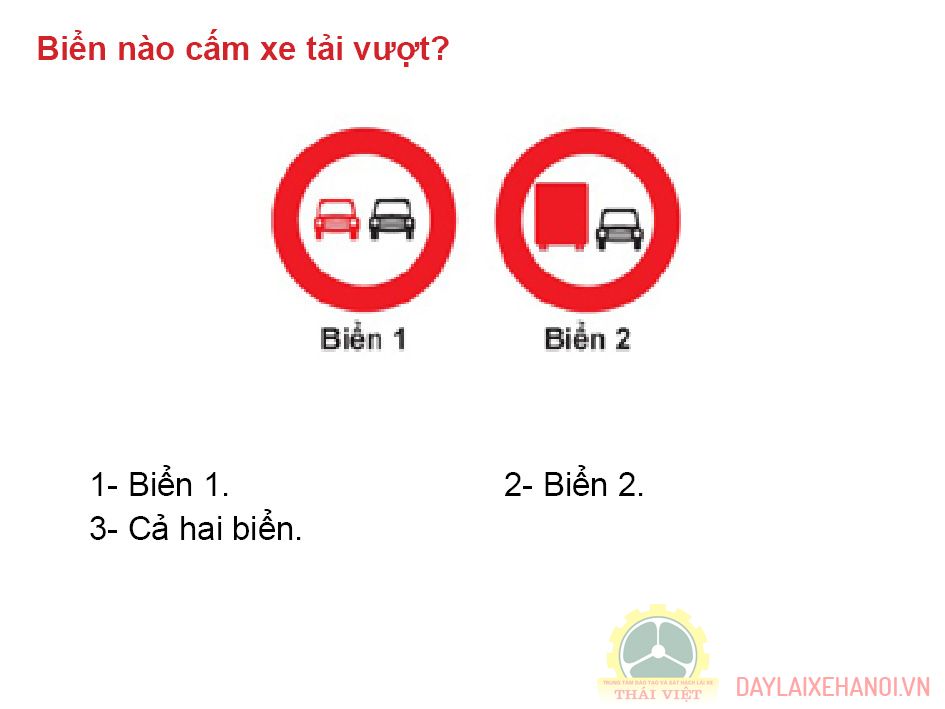 Biển nào cấm xe tải vượt?
Biển 1
Biển 2
1- Biển 1.
2- Biển 2.
3- Cả hai biển.
TRUNG TÂM ĐÀO TẠO VÀ SÁT HẠCH LÁI XE
THÁI VIỆT
DAYLAIXEHANOI.VN